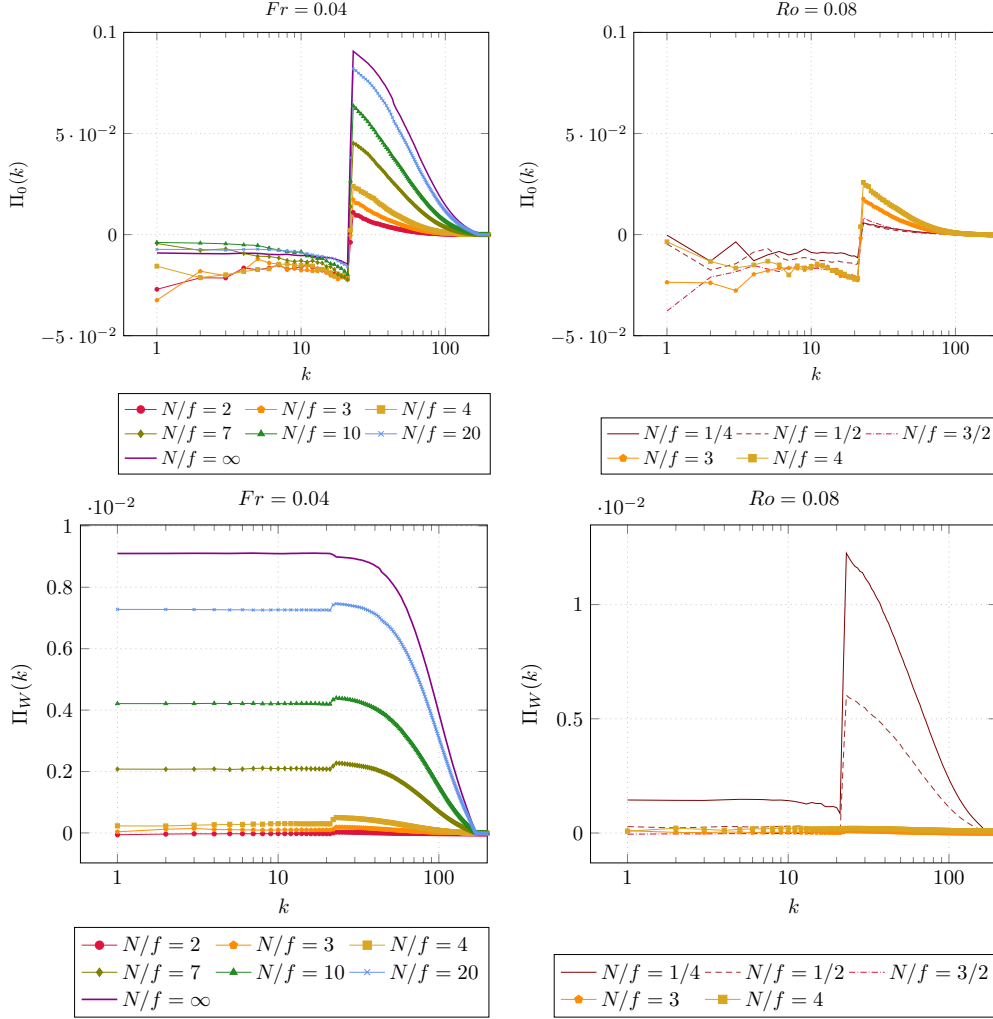 Fr = 0.04
0.1
5 · 10−2
0
−5 · 10−2
Π0(k)
1
10
100
k
N/f = 2 N/f = 3 N/f = 4
N/f = 7 N/f = 10 N/f = 20
N/f = ∞
Ro = 0.08
0.1
5 · 10−2
0
−5 · 10−2
Π0(k)
1
10
100
k
N/f = 1/4 N/f = 1/2 N/f = 3/2
N/f = 3 N/f = 4
·10−2
Fr = 0.04
1
0.8
0.6
0.4
0.2
0
ΠW(k)
1
10
100
k
N/f = 2 N/f = 3 N/f = 4
N/f = 7 N/f = 10 N/f = 20
N/f = ∞
·10−2
Ro = 0.08
1
0.5
0
ΠW(k)
1
10
100
k
N/f = 1/4 N/f = 1/2 N/f = 3/2
N/f = 3 N/f = 4